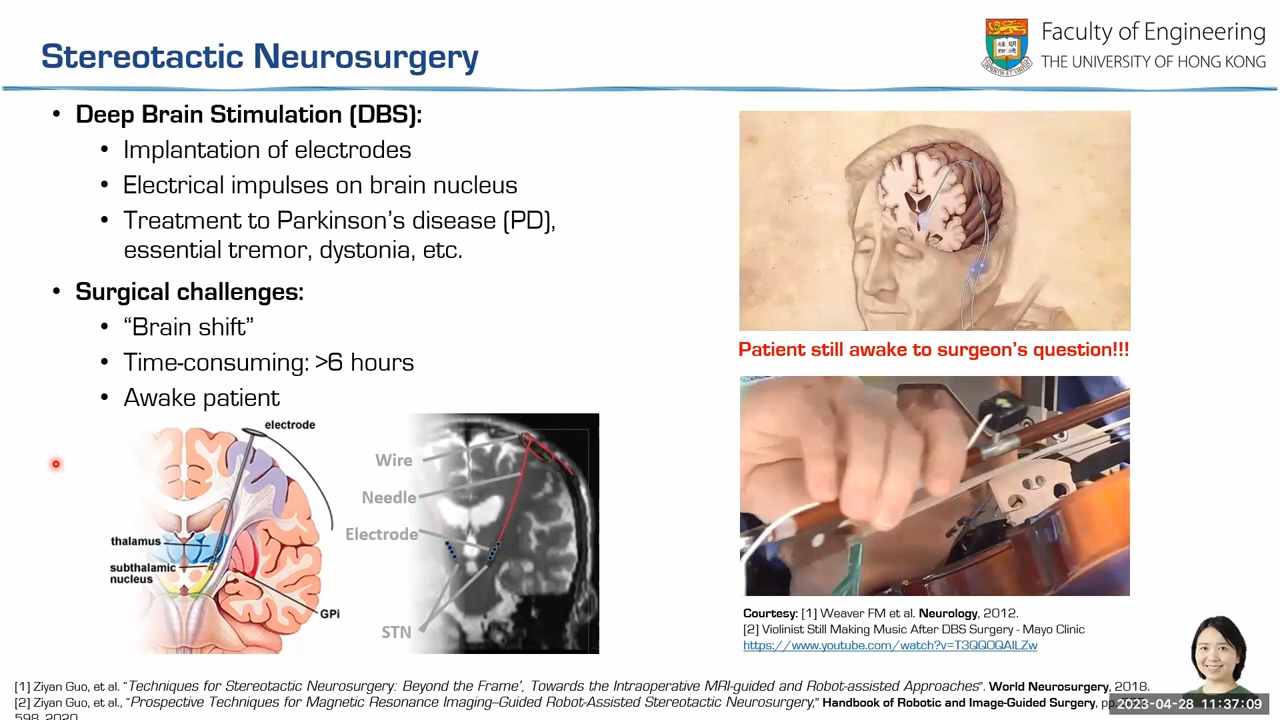 Stereotactic Neurosurgery
Faculty of Engineering
THE UNIVERSITY OF HONG KONG
• Deep Brain Stimulation (DBS):
• Implantation of electrodes
• Electrical impulses on brain nucleus
• Treatment to Parkinson’s disease (PD),
essential tremor, dystonia, etc.
• Surgical challenges:
• “Brain shift”
• Time-consuming: >6 hours
• Awake patient
electrode
thalamus
subthalamic
nucleus
GPi
Wire
Needle
Electrode
STN
Patient still awake to surgeon’s question!!!
Courtesy: [1] Weaver FM et al. Neurology, 2012.
[2] Violinist Still Making Music After DBS Surgery - Mayo Clinic
https://www.youtube.com/watch?v=T3QQOQAILZw
[1] Ziyan Guo, et al. “Techniques for Stereotactic Neurosurgery: Beyond the Frame’, Towards the Intraoperative MRI-guided and Robot-assisted Approaches”. World Neurosurgery, 2018.
[2] Ziyan Guo, et al., “Prospective Techniques for Magnetic Resonance Imaging–Guided Robot-Assisted Stereotactic Neurosurgery,” Handbook of Robotic and Image-Guided Surgery, pp.
598, 2020
2023-04-28 11:37:09